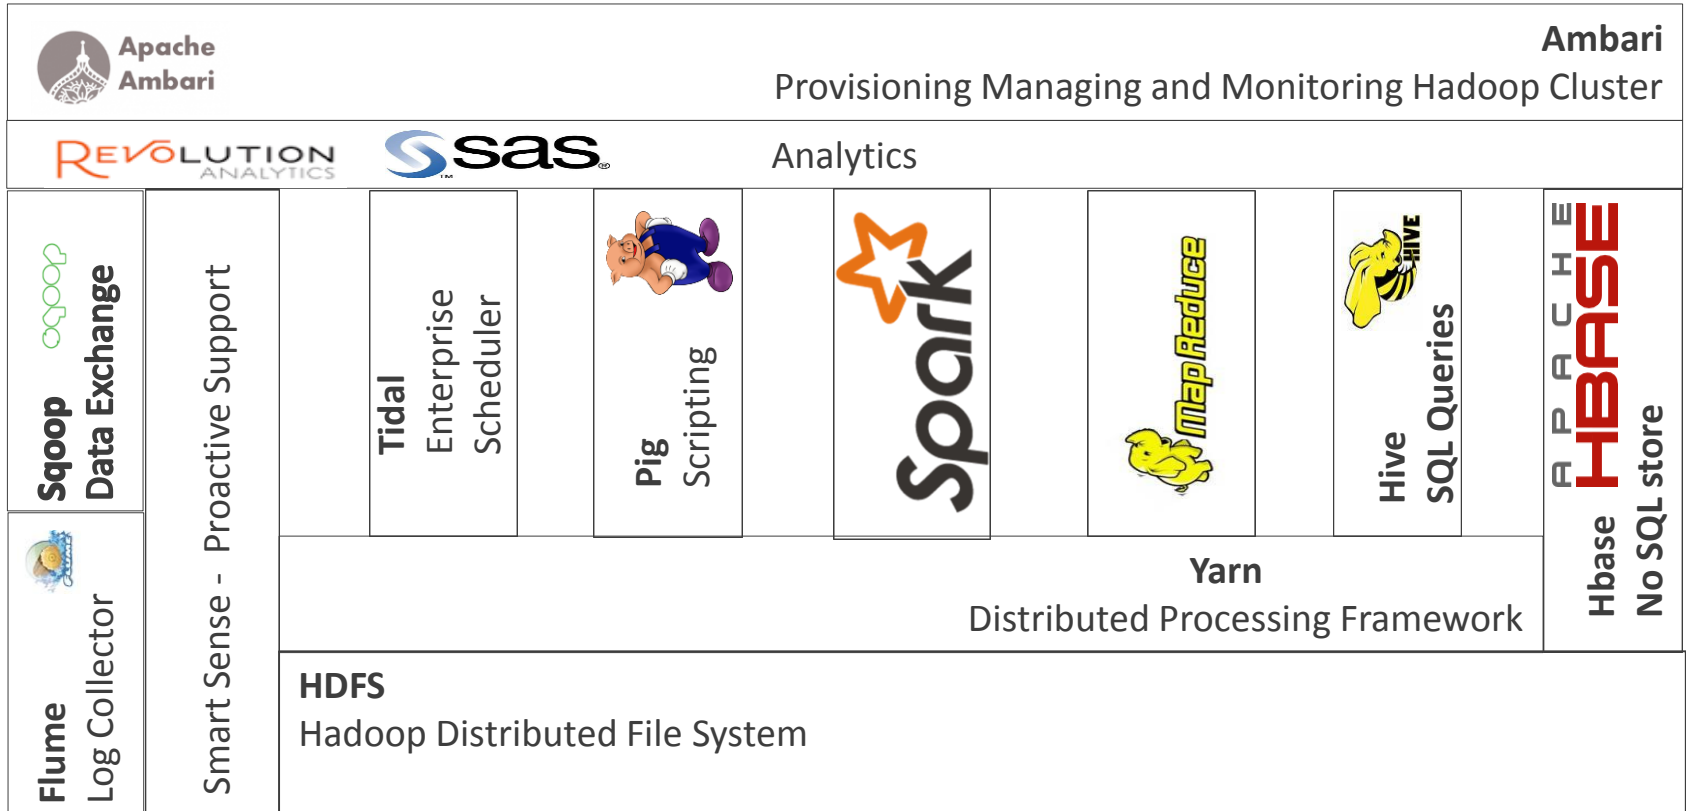 Apache
Ambari
Ambari
Provisioning Managing and Monitoring Hadoop Cluster
REVOLUTION
ANALYTICS
sas®
TM
Analytics
sqoop
Sqoop
Data Exchange
Flume
Log Collector
Smart Sense - Proactive Support
Tidal
Enterprise
Scheduler
Pig
Scripting
Spark
MapReduce
HIVE
Hive
SQL Queries
APACHE
HBASE
Hbase
No SQL store
Yarn
Distributed Processing Framework
HDFS
Hadoop Distributed File System